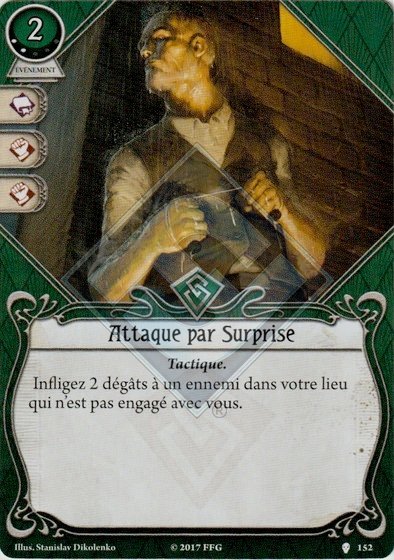 2
ÉVÉNEMENT
Attaque par Surprise
Tactique.
Infligez 2 dégâts à un ennemi dans votre lieu
qui n'est pas engagé avec vous.
®
Illus. Stanislav Dikolenko © 2017 FFG 152